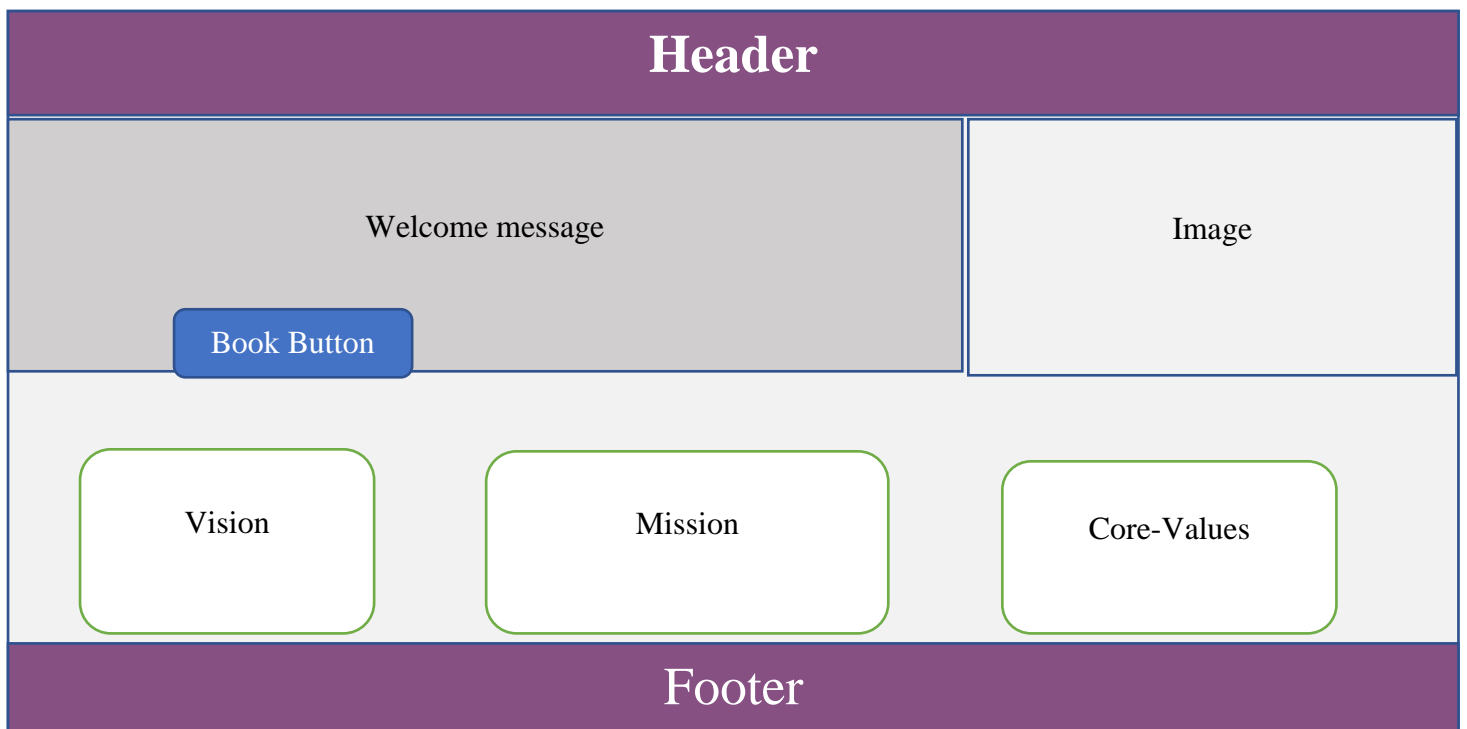 Header
Welcome message
Image
Book Button
Vision
Mission
Core-Values
Footer